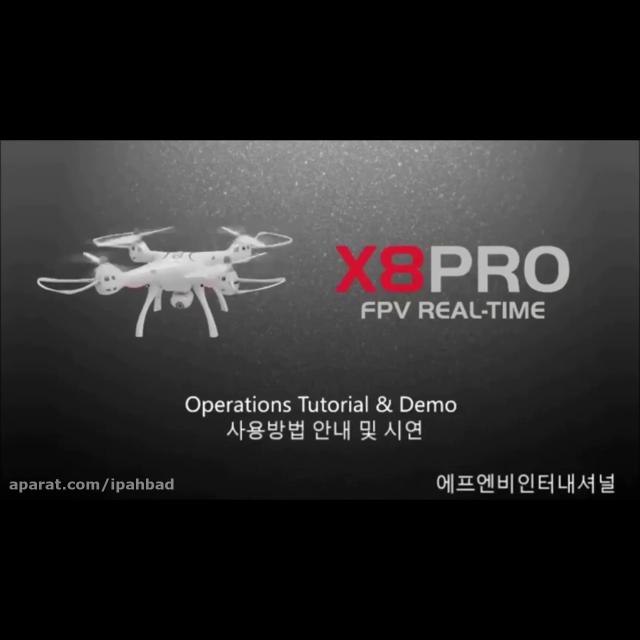 X8PRO
FPV REAL-TIME
Operations Tutorial & Demo
사용방법 안내 및 시연
aparat.com/ipahbad
에프엔비인터내셔널